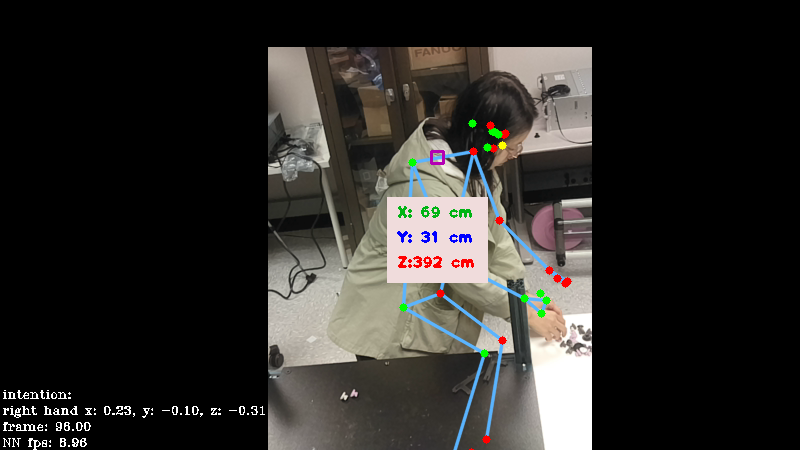 FANUC
X: 69 cm
Y: 31 cm
Z:392 cm
intention:
right hand x: 0.23, y: -0.10, z: -0.31
frame: 96.00
NN fps: 8.96